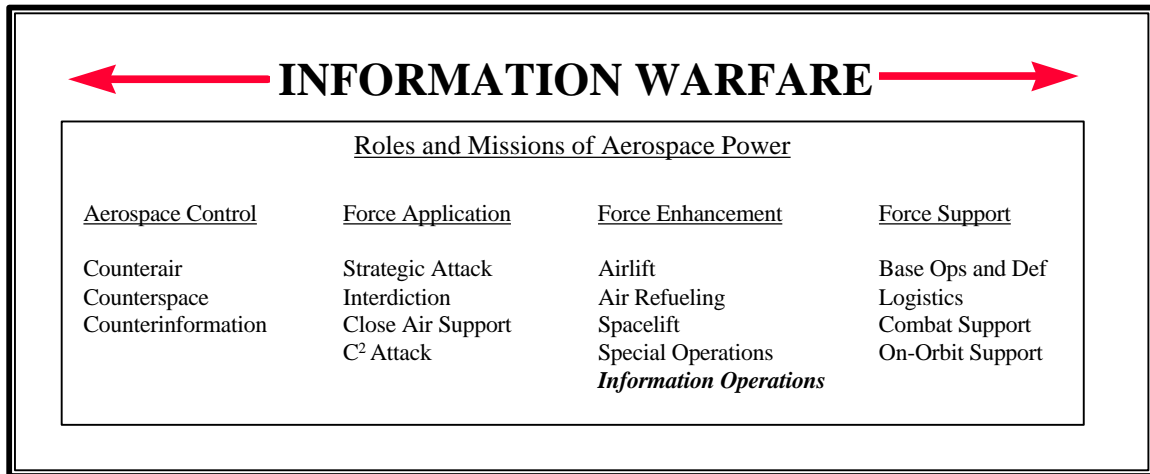 INFORMATION WARFARE
Roles and Missions of Aerospace Power
Aerospace Control Force Application Force Enhancement Force Support
Counterair Strategic Attack Airlift Base Ops and Def
Counterspace Interdiction Air Refueling Logistics
Counterinformation Close Air Support Spacelift Combat Support
C² Attack Special Operations On-Orbit Support
Information Operations